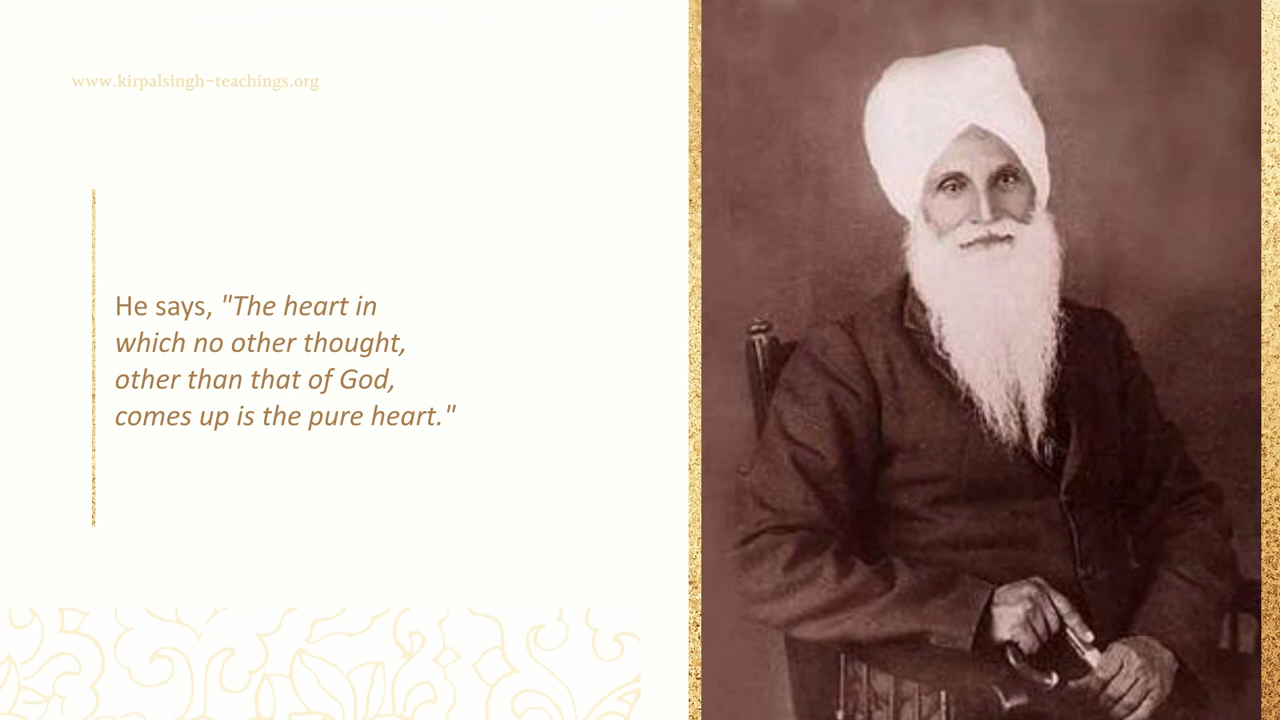 www.kirpalsingh-teachings.org
He says, "The heart in
which no other thought,
other than that of God,
comes up is the pure heart."